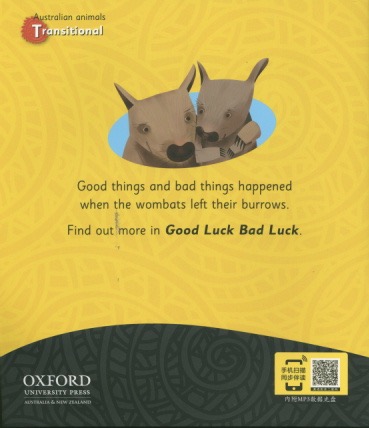 Australian animals
Transitional
Good things and bad things happened
when the wombats left their burrows.
Find out more in Good Luck Bad Luck.
OXFORD
UNIVERSITY PRESS
AUSTRALIA & NEW ZEALAND
手机扫描
同步伴读
内附MP3数据光盘